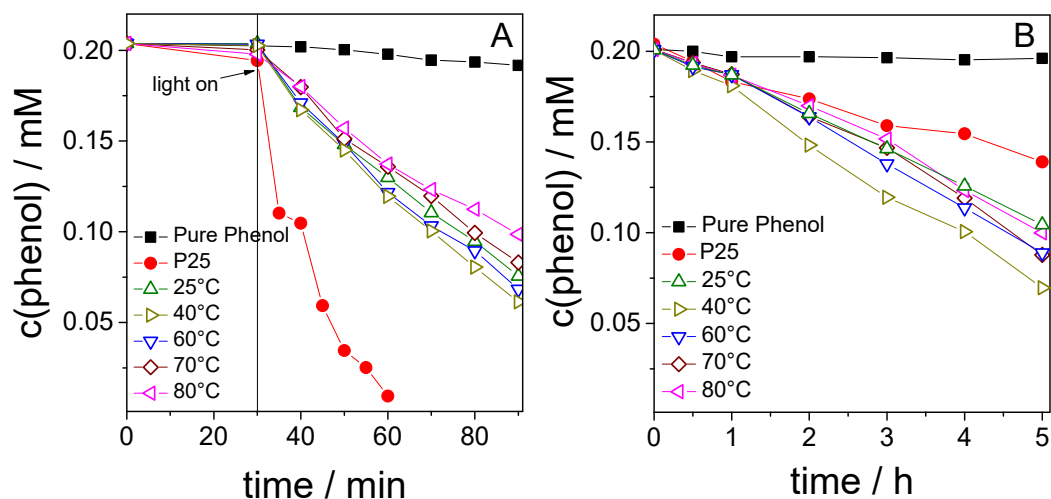 A
0.20
0.15
0.10
0.05
c(phenol) / mM
light on
Pure Phenol
P25
25°C
40°C
60°C
70°C
80°C
0 20 40 60 80
time / min
B
0.20
0.15
0.10
0.05
c(phenol) / mM
Pure Phenol
P25
25°C
40°C
60°C
70°C
80°C
0 1 2 3 4 5
time / h